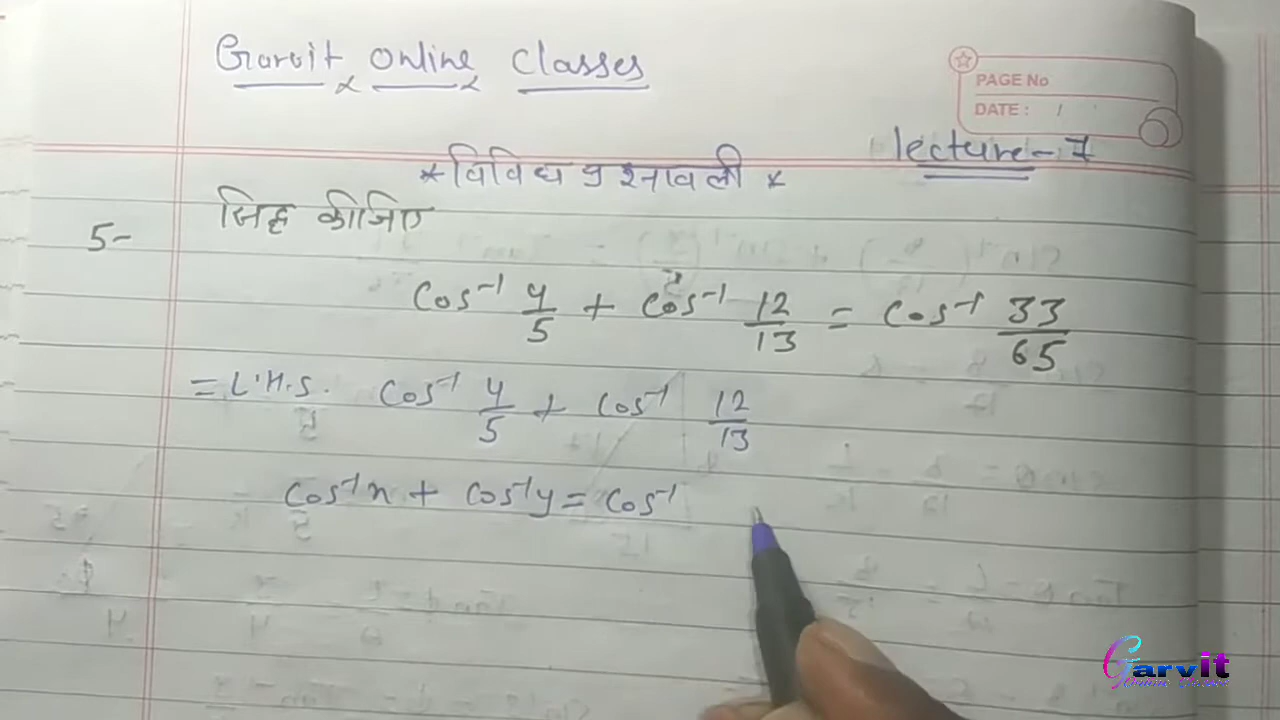 Garvit Online Classes
PAGE No
DATE :
lecture - 7
* विविध प्रश्नावली *
सिद्ध कीजिए
5-
Cos⁻¹ 4/5 + Cos⁻¹ 12/13 = Cos⁻¹ 33/65
= L.H.S. Cos⁻¹ 4/5 + Cos⁻¹ 12/13
Cos⁻¹x + Cos⁻¹y = Cos⁻¹
Garvit
Online Classes